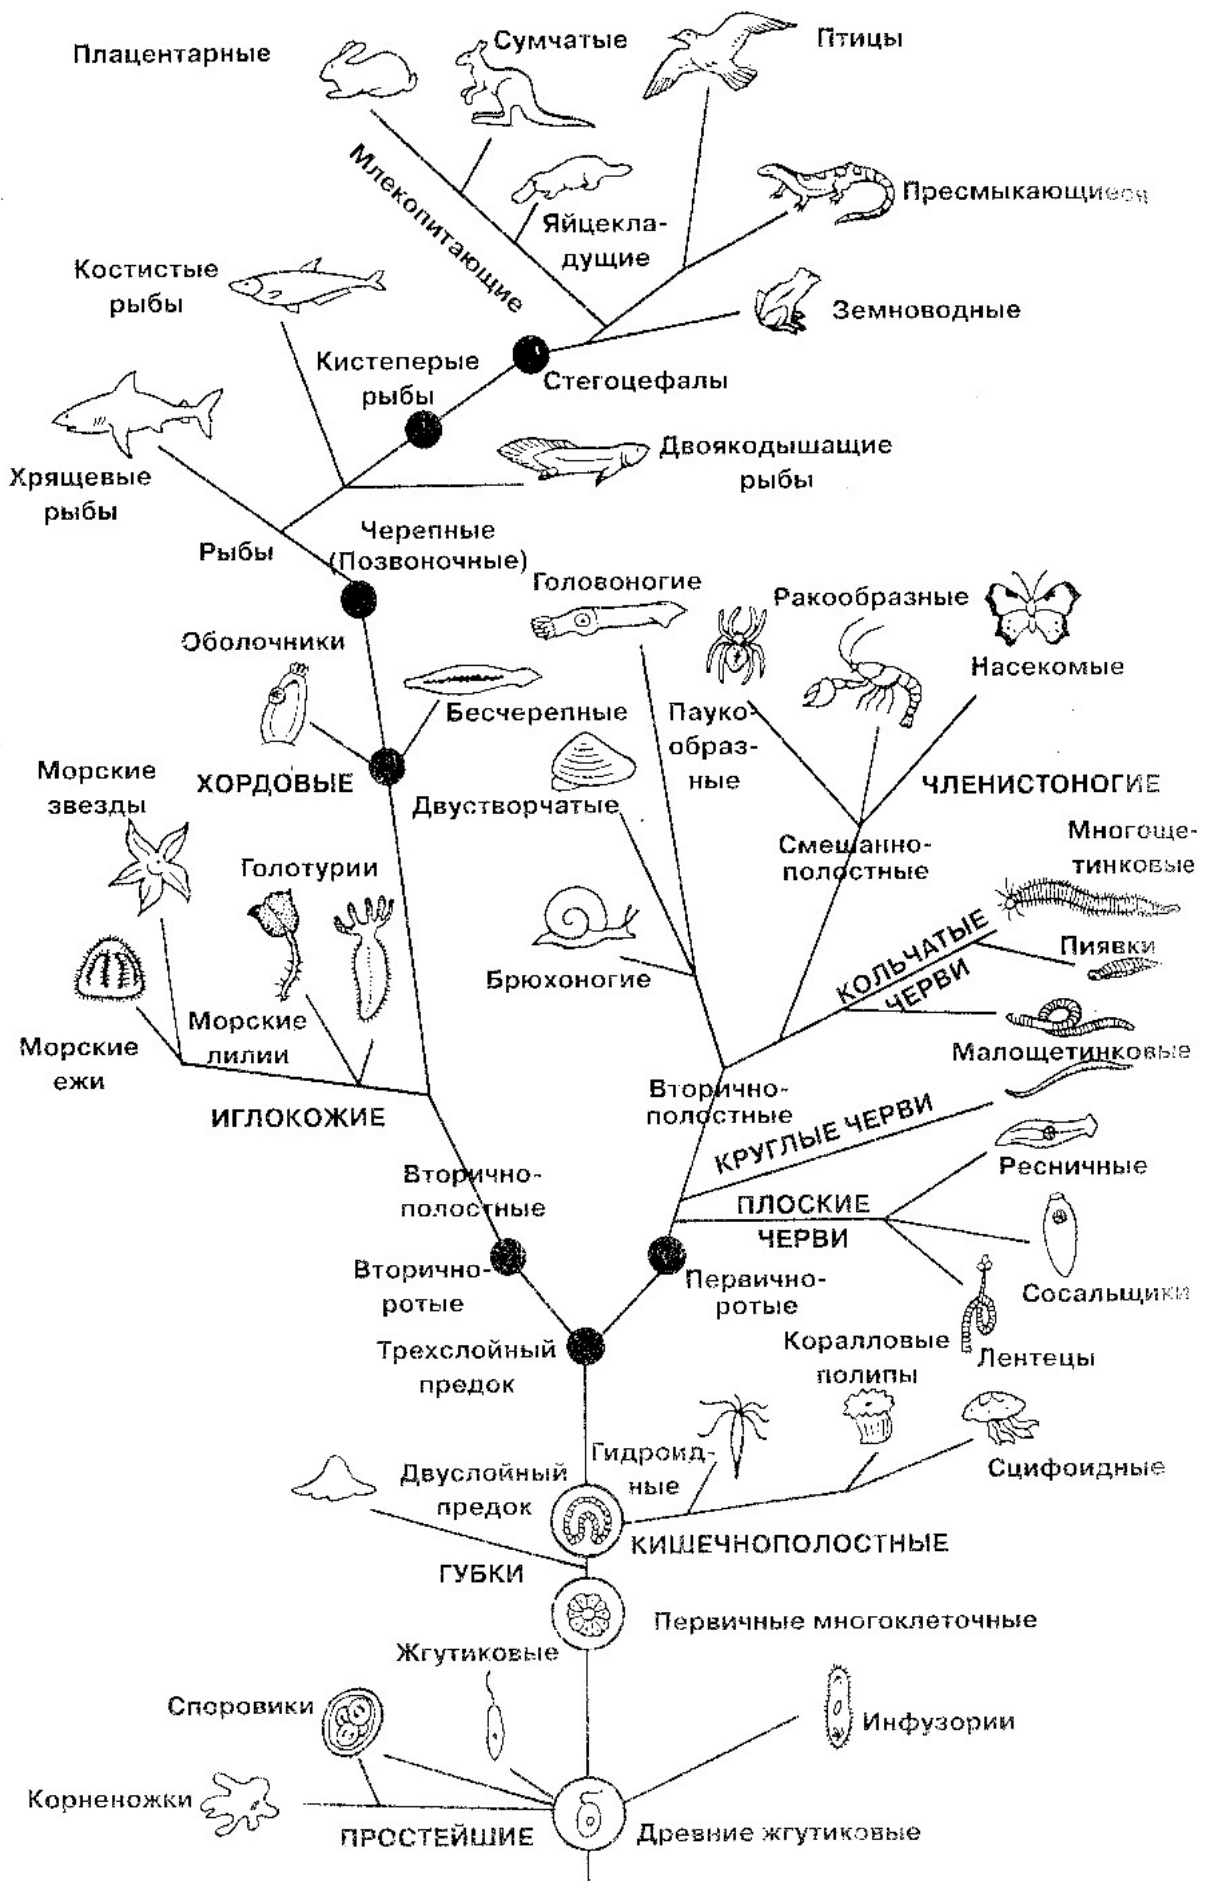 Плацентарные
Сумчатые
Птицы
Млекопитающие
Яйцекла-
дущие
Пресмыкающиеся
Костистые
рыбы
Земноводные
Кистеперые
рыбы
Стегоцефалы
Двоякодышащие
рыбы
Хрящевые
рыбы
Рыбы
Черепные
(Позвоночные)
Головоногие
Ракообразные
Насекомые
Оболочники
Бесчерепные
Пауко-
образ-
ные
ХОРДОВЫЕ
Морские
звезды
Двустворчатые
ЧЛЕНИСТОНОГИЕ
Смешанно-
полостные
Многоще-
тинковые
Голотурии
Брюхоногие
КОЛЬЧАТЫЕ
ЧЕРВИ
Пиявки
Морские
лилии
Морские
ежи
Малощетинковые
ИГЛОКОЖИЕ
Вторично-
полостные
КРУГЛЫЕ ЧЕРВИ
Ресничные
Вторично-
полостные
ПЛОСКИЕ
ЧЕРВИ
Вторично-
ротые
Первично-
ротые
Сосальщики
Трехслойный
предок
Коралловые
полипы
Лентецы
Двуслойный
предок
Гидроид-
ные
Сцифоидные
КИШЕЧНОПОЛОСТНЫЕ
ГУБКИ
Первичные многоклеточные
Жгутиковые
Споровики
Инфузории
Корненожки
ПРОСТЕЙШИЕ
Древние жгутиковые